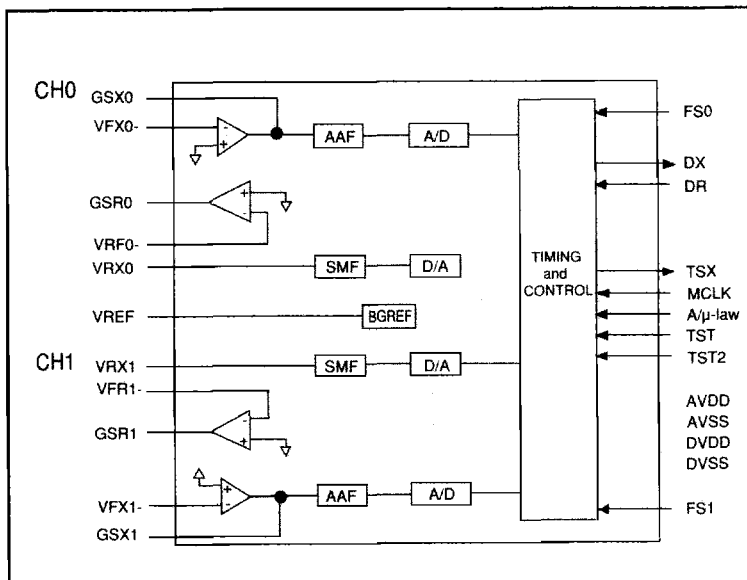 CH0
GSX0
VFX0-
GSR0
VRF0-
VRX0
VREF
CH1
VRX1
VFR1-
GSR1
VFX1-
GSX1
-
+
AAF
A/D
+
-
SMF
D/A
BGREF
SMF
D/A
-
+
+
-
AAF
A/D
TIMING
and
CONTROL
FS0
DX
DR
TSX
MCLK
A/µ-law
TST
TST2
AVDD
AVSS
DVDD
DVSS
FS1